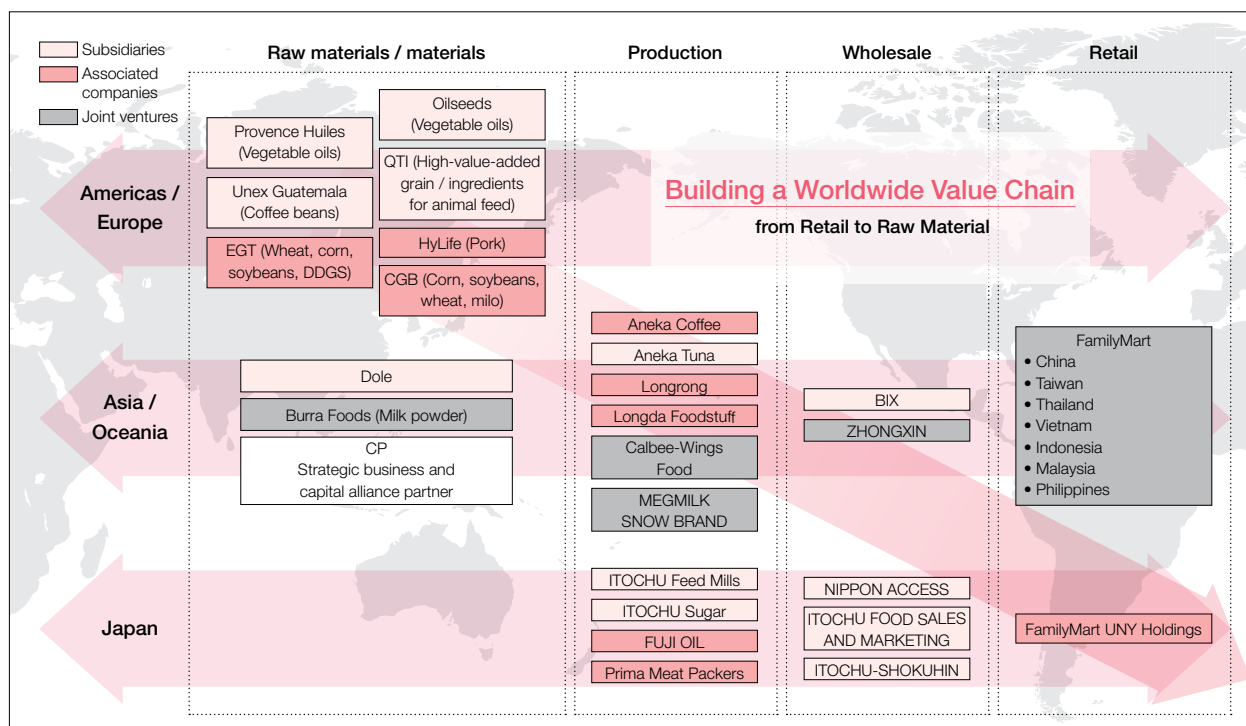 Subsidiaries
Associated
companies
Joint ventures
Raw materials / materials
Production
Wholesale
Retail
Americas /
Europe
Provence Huiles
(Vegetable oils)
Unex Guatemala
(Coffee beans)
EGT (Wheat, corn,
soybeans, DDGS)
Oilseeds
(Vegetable oils)
QTI (High-value-added
grain / ingredients
for animal feed)
HyLife (Pork)
CGB (Corn, soybeans,
wheat, milo)
Building a Worldwide Value Chain
from Retail to Raw Material
Asia /
Oceania
Dole
Burra Foods (Milk powder)
CP
Strategic business and
capital alliance partner
Aneka Coffee
Aneka Tuna
Longrong
Longda Foodstuff
Calbee-Wings
Food
MEGMILK
SNOW BRAND
BIX
ZHONGXIN
FamilyMart
• China
• Taiwan
• Thailand
• Vietnam
• Indonesia
• Malaysia
• Philippines
Japan
ITOCHU Feed Mills
ITOCHU Sugar
FUJI OIL
Prima Meat Packers
NIPPON ACCESS
ITOCHU FOOD SALES
AND MARKETING
ITOCHU-SHOKUHIN
FamilyMart UNY Holdings